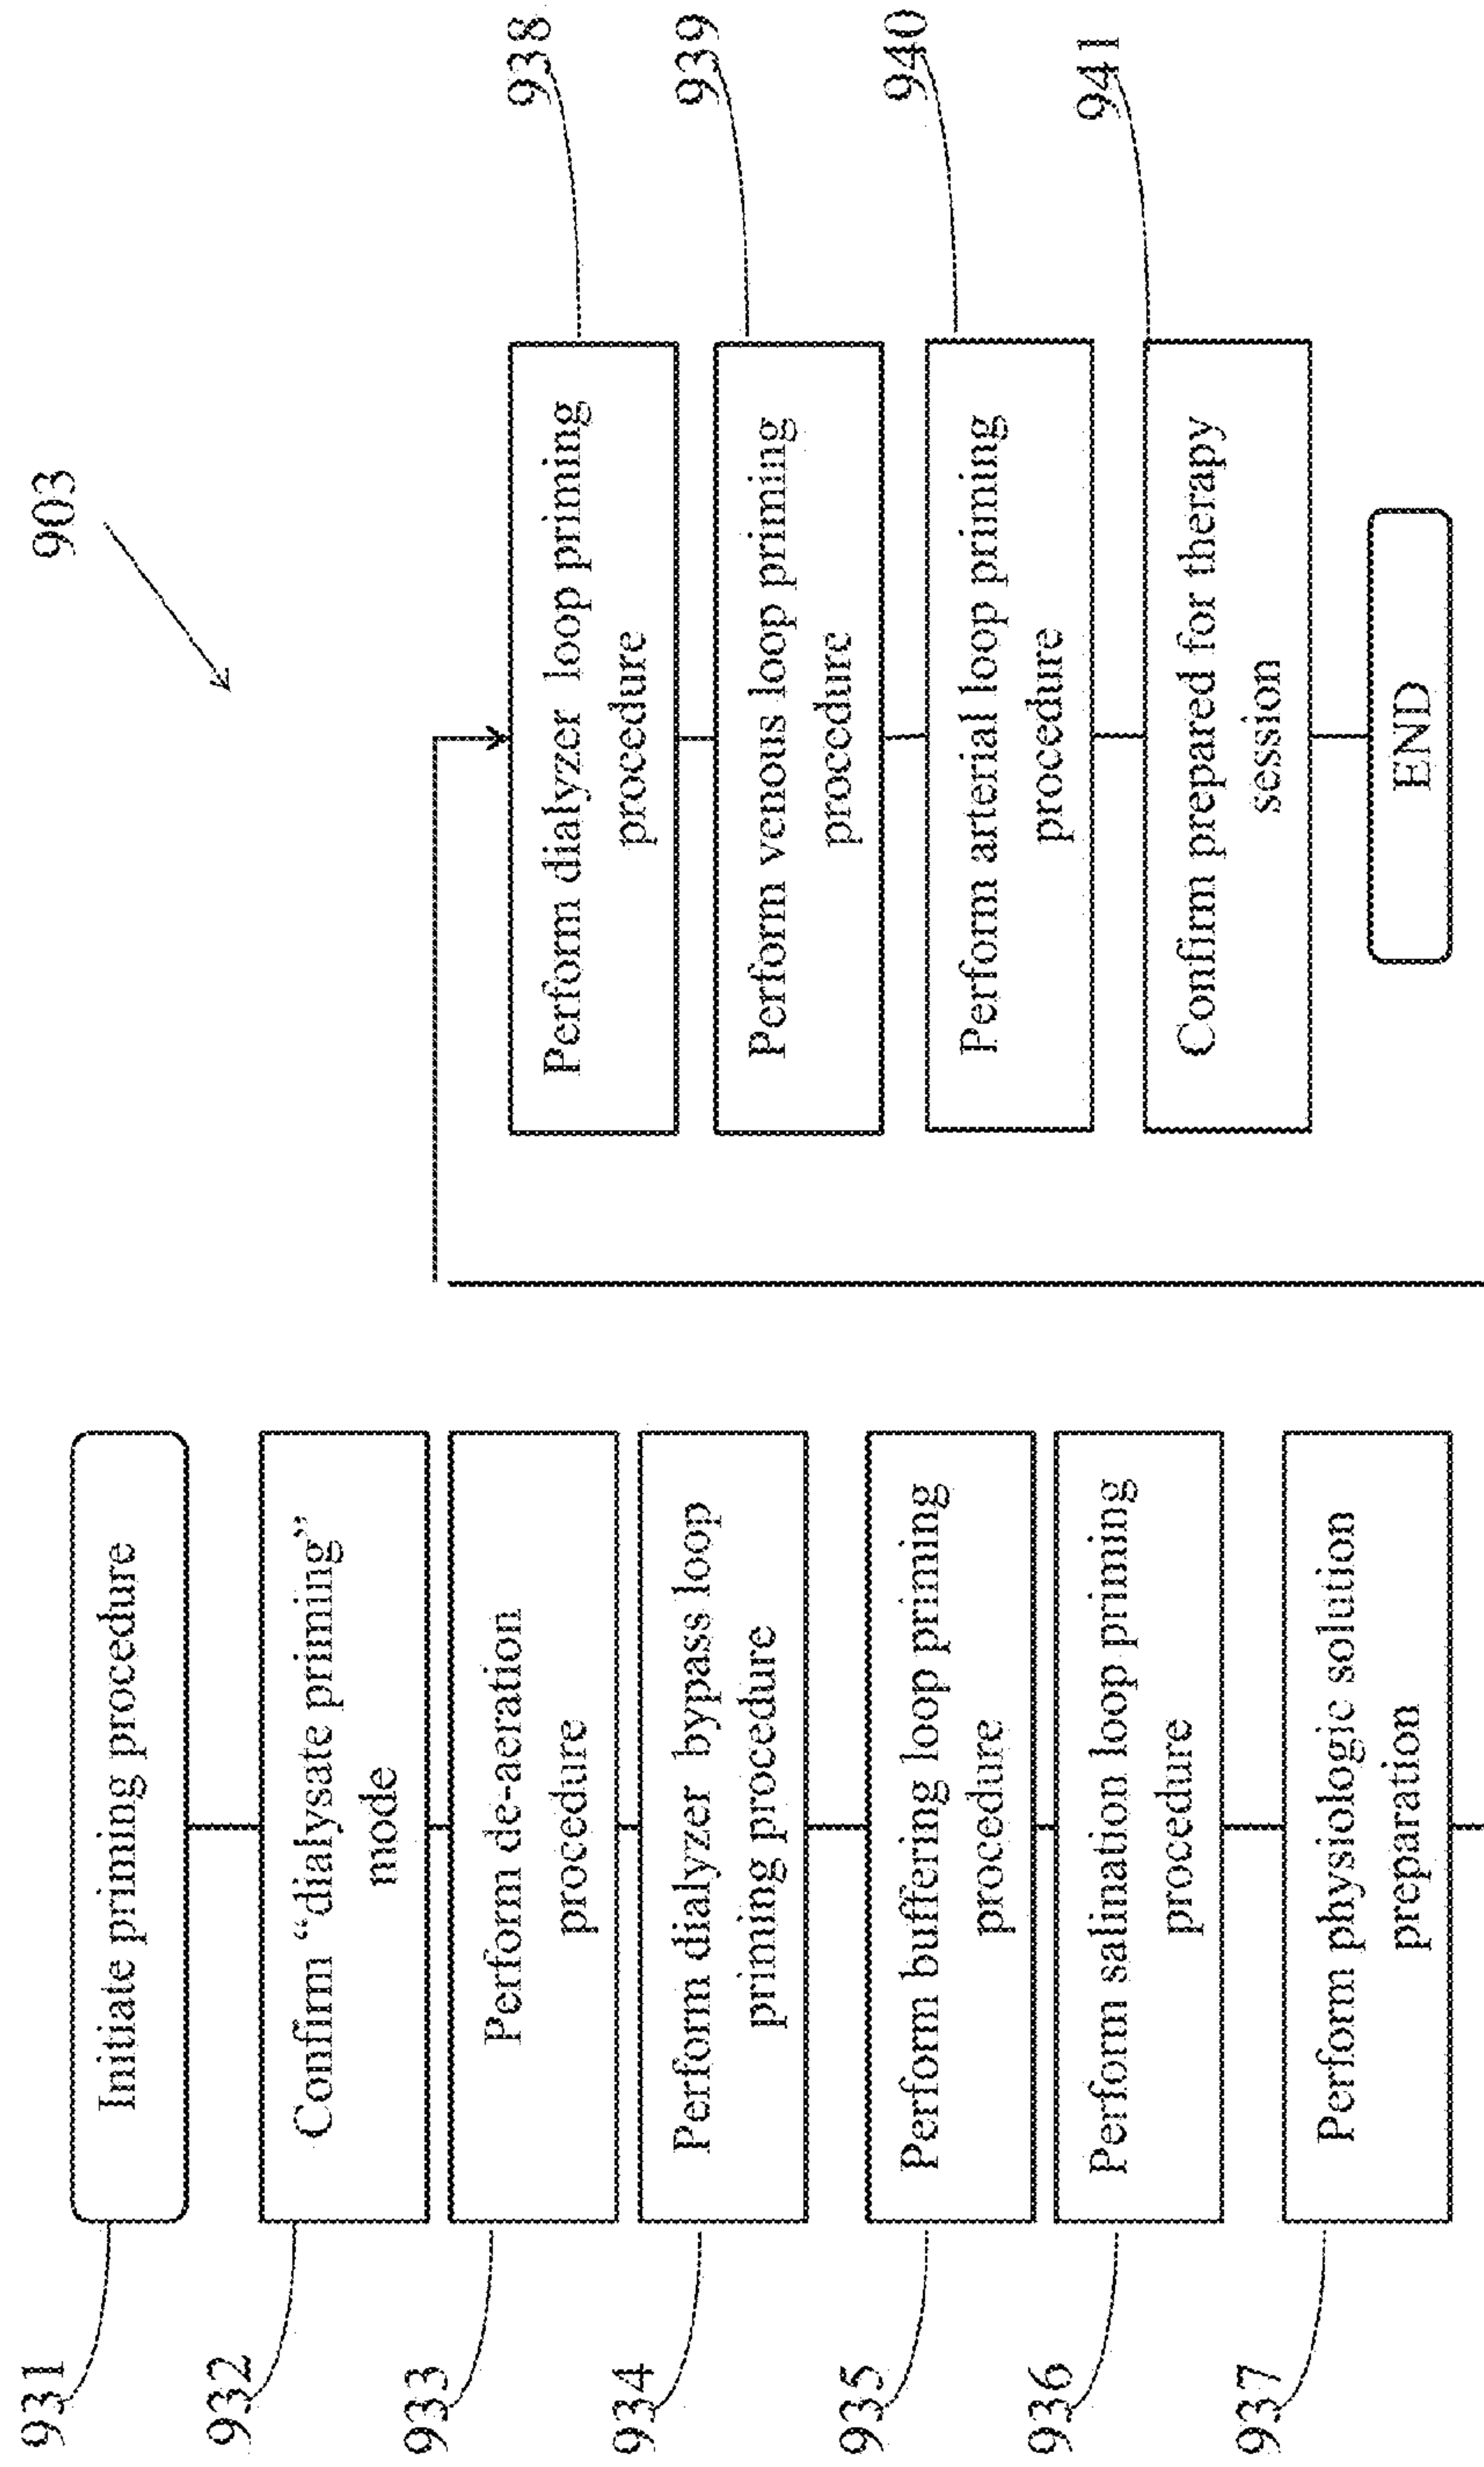 903
931
Initiate priming procedure
932
Confirm “dialysate priming”
mode
933
Perform de-aeration
procedure
934
Perform dialyzer bypass loop
priming procedure
935
Perform buffering loop priming
procedure
936
Perform salination loop priming
procedure
937
Perform physiologic solution
preparation
938
Perform dialyzer loop priming
procedure
939
Perform venous loop priming
procedure
940
Perform arterial loop priming
procedure
941
Confirm prepared for therapy
session
END